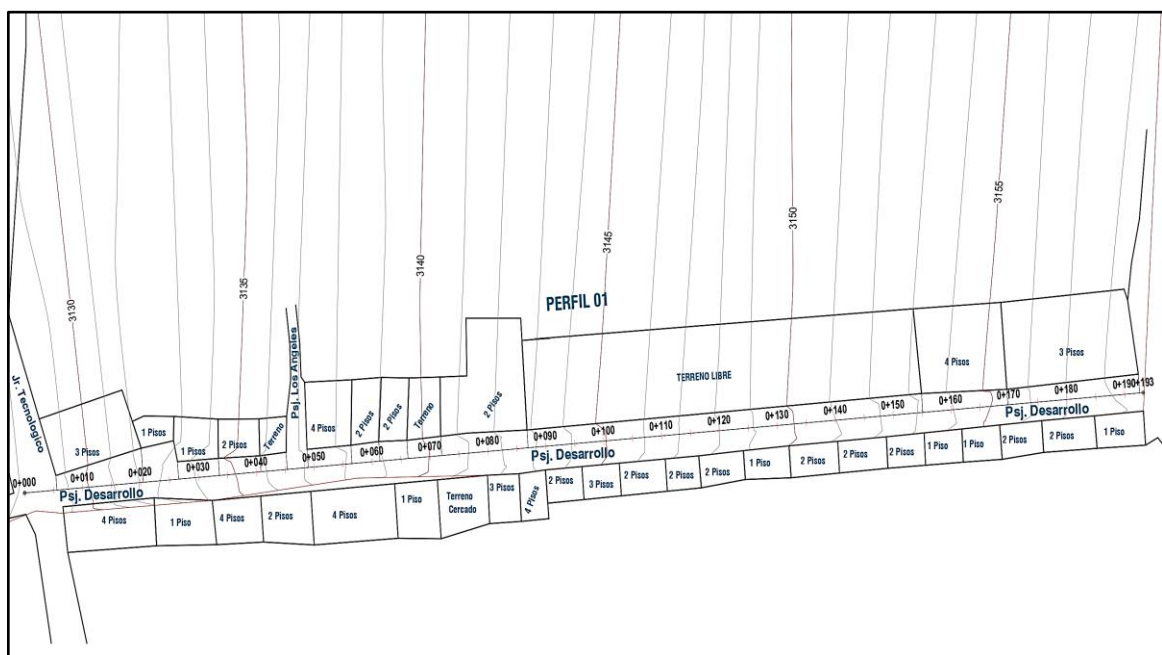 3130
3135
3140
3145
3150
3155
PERFIL 01
Jr. Tecnologico
Psj. Los Angeles
3 Pisos
1 Pisos
1 Pisos
2 Pisos
Terreno
4 Pisos
2 Pisos
2 Pisos
Terreno
2 Pisos
TERRENO LIBRE
4 Pisos
3 Pisos
0+000
0+010
0+020
0+030
0+040
0+050
0+060
0+070
0+080
0+090
0+100
0+110
0+120
0+130
0+140
0+150
0+160
0+170
0+180
0+190
0+193
Psj. Desarrollo
Psj. Desarrollo
Psj. Desarrollo
4 Pisos
1 Piso
4 Pisos
2 Pisos
4 Pisos
1 Piso
Terreno
Cercado
3 Pisos
4 Pisos
2 Pisos
3 Pisos
2 Pisos
2 Pisos
2 Pisos
1 Piso
2 Pisos
2 Pisos
2 Pisos
1 Piso
1 Piso
2 Pisos
2 Pisos
1 Piso